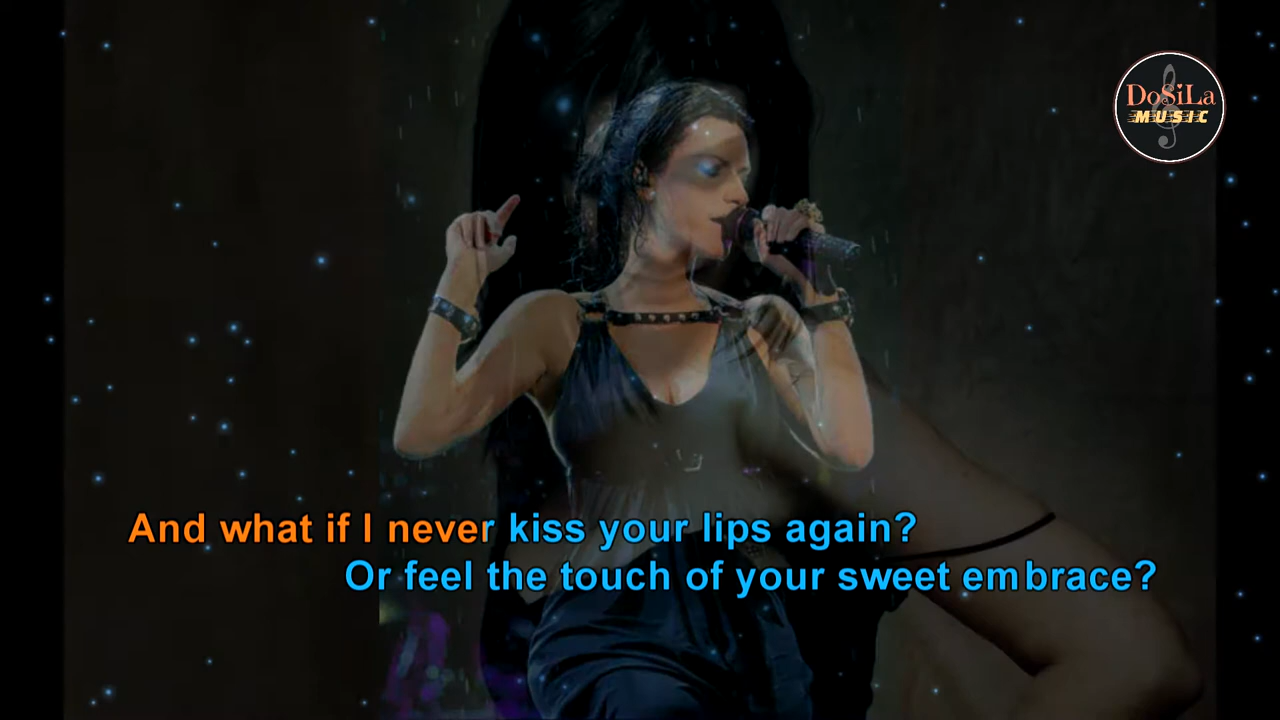 DoSiLa
MUSIC
And what if I never kiss your lips again?
Or feel the touch of your sweet embrace?